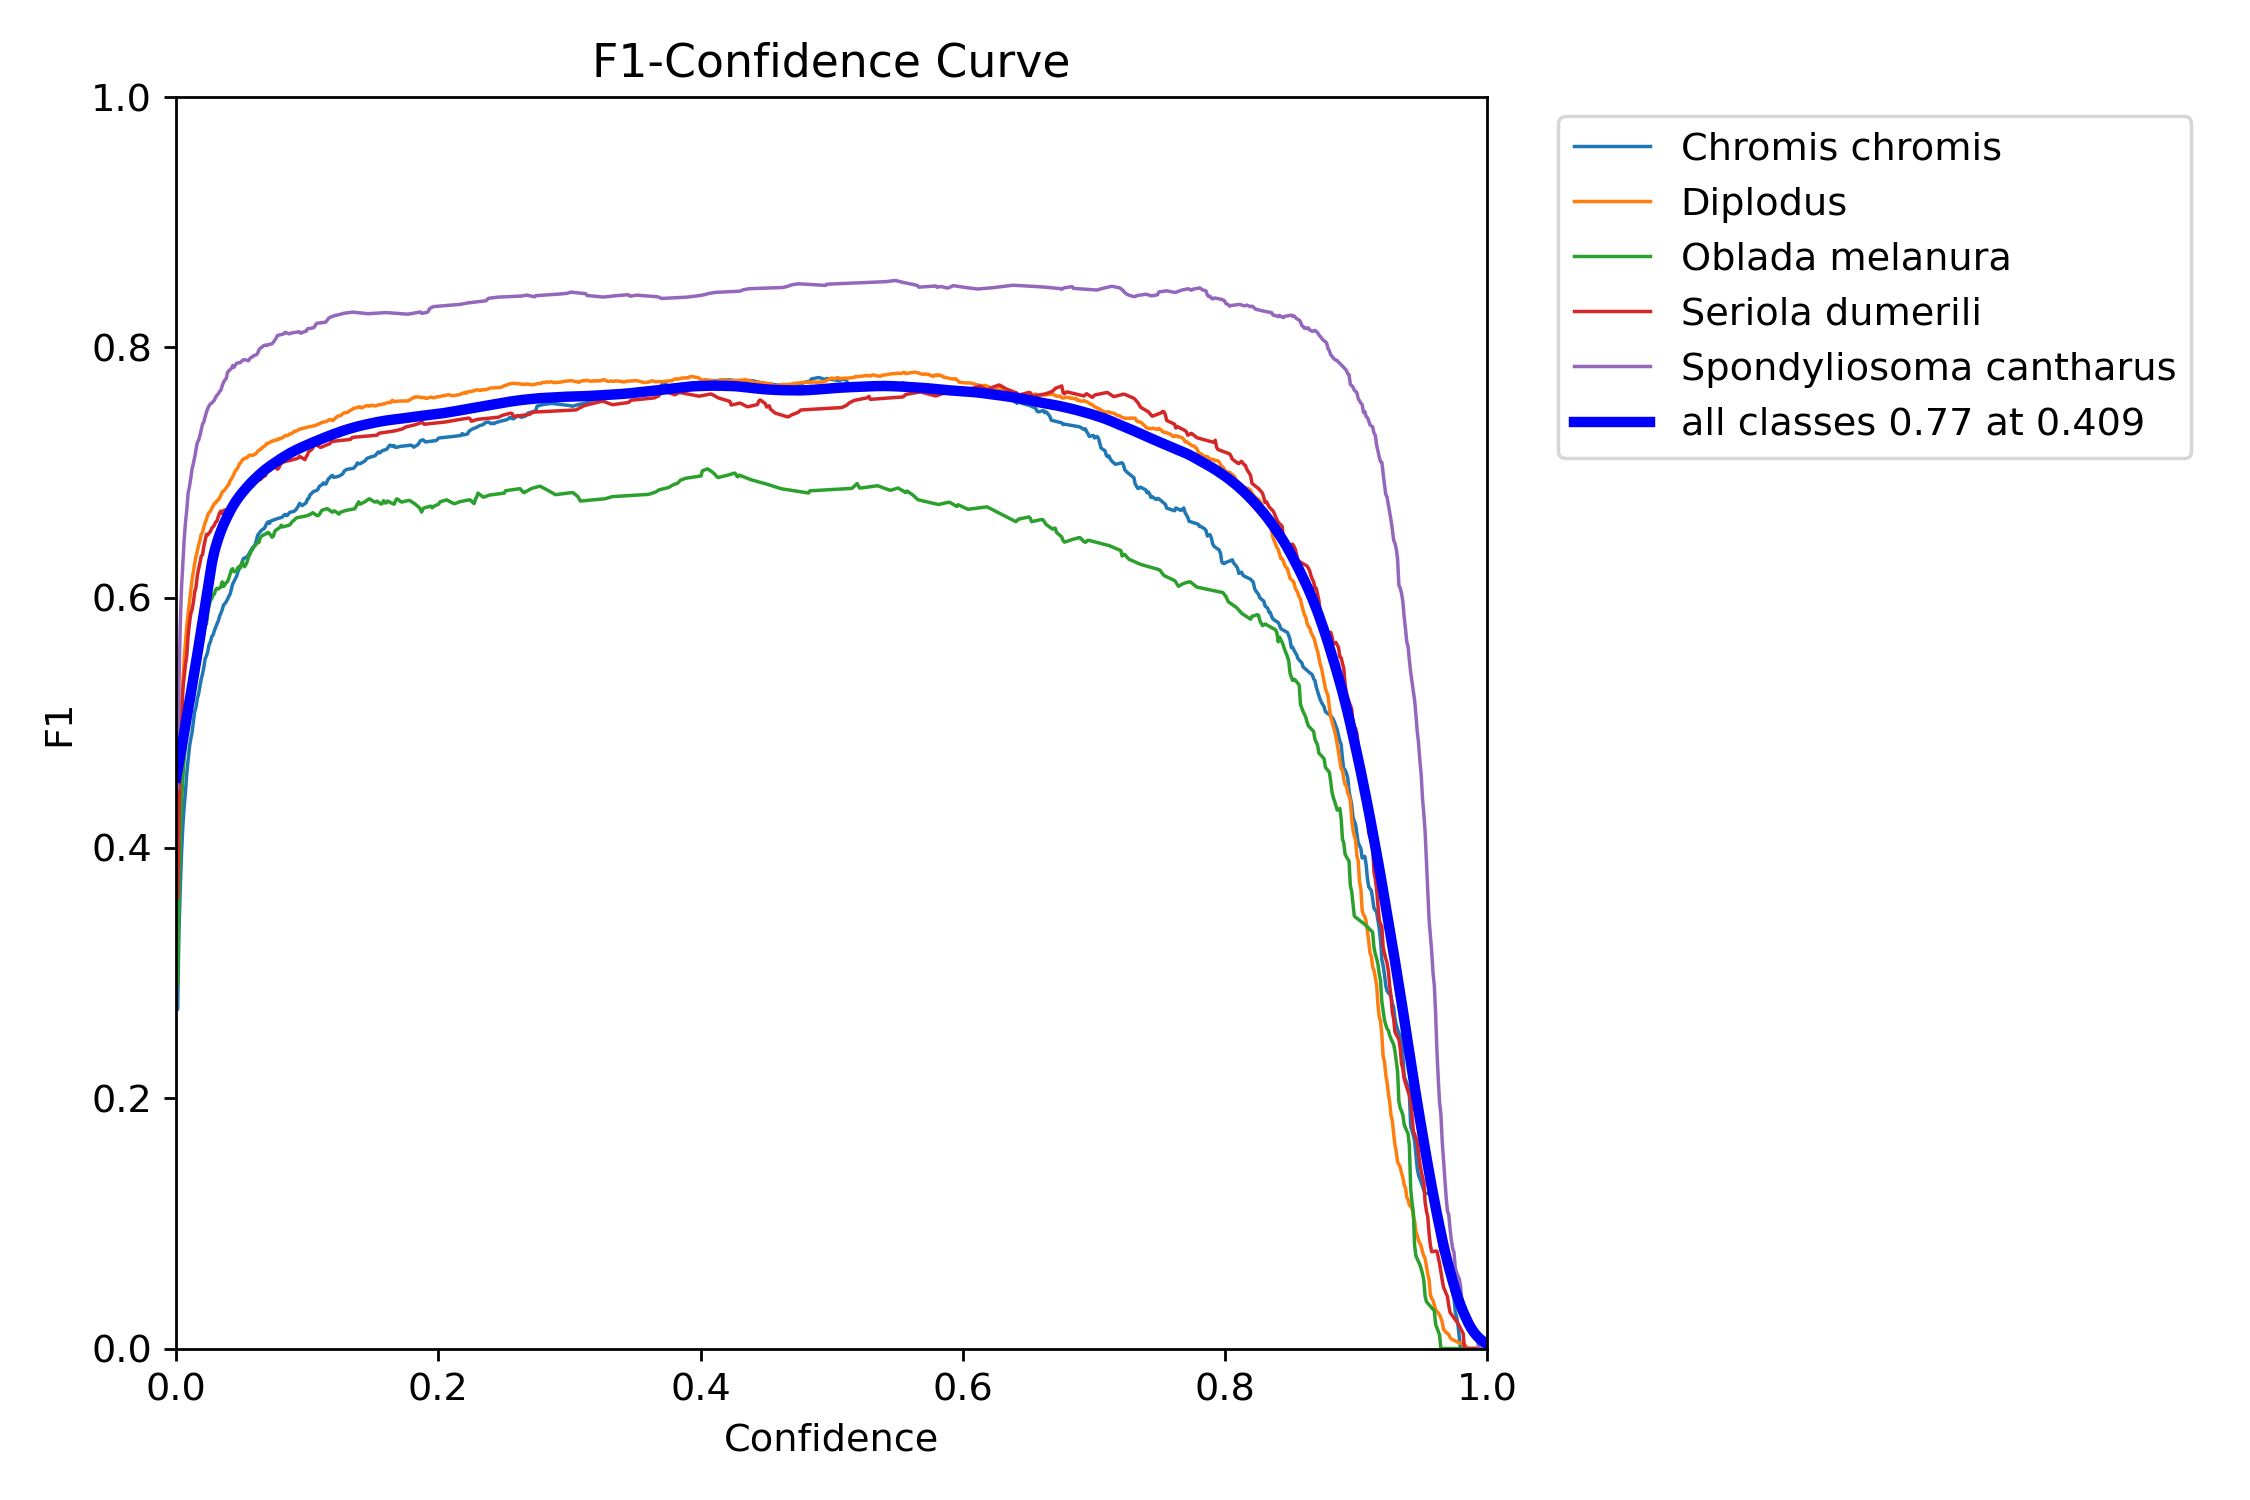 F1-Confidence Curve
1.0
0.8
0.6
0.4
0.2
0.0
F1
0.0 0.2 0.4 0.6 0.8 1.0
Confidence
Chromis chromis
Diplodus
Oblada melanura
Seriola dumerili
Spondyliosoma cantharus
all classes 0.77 at 0.409